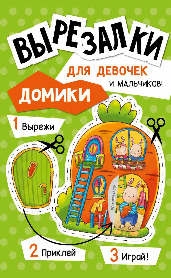 ВЫРЕЗАЛКИ
ДЛЯ ДЕВОЧЕК
И МАЛЬЧИКОВ!
ДОМИКИ
1 Вырежи
2 Приклей
3 Играй!